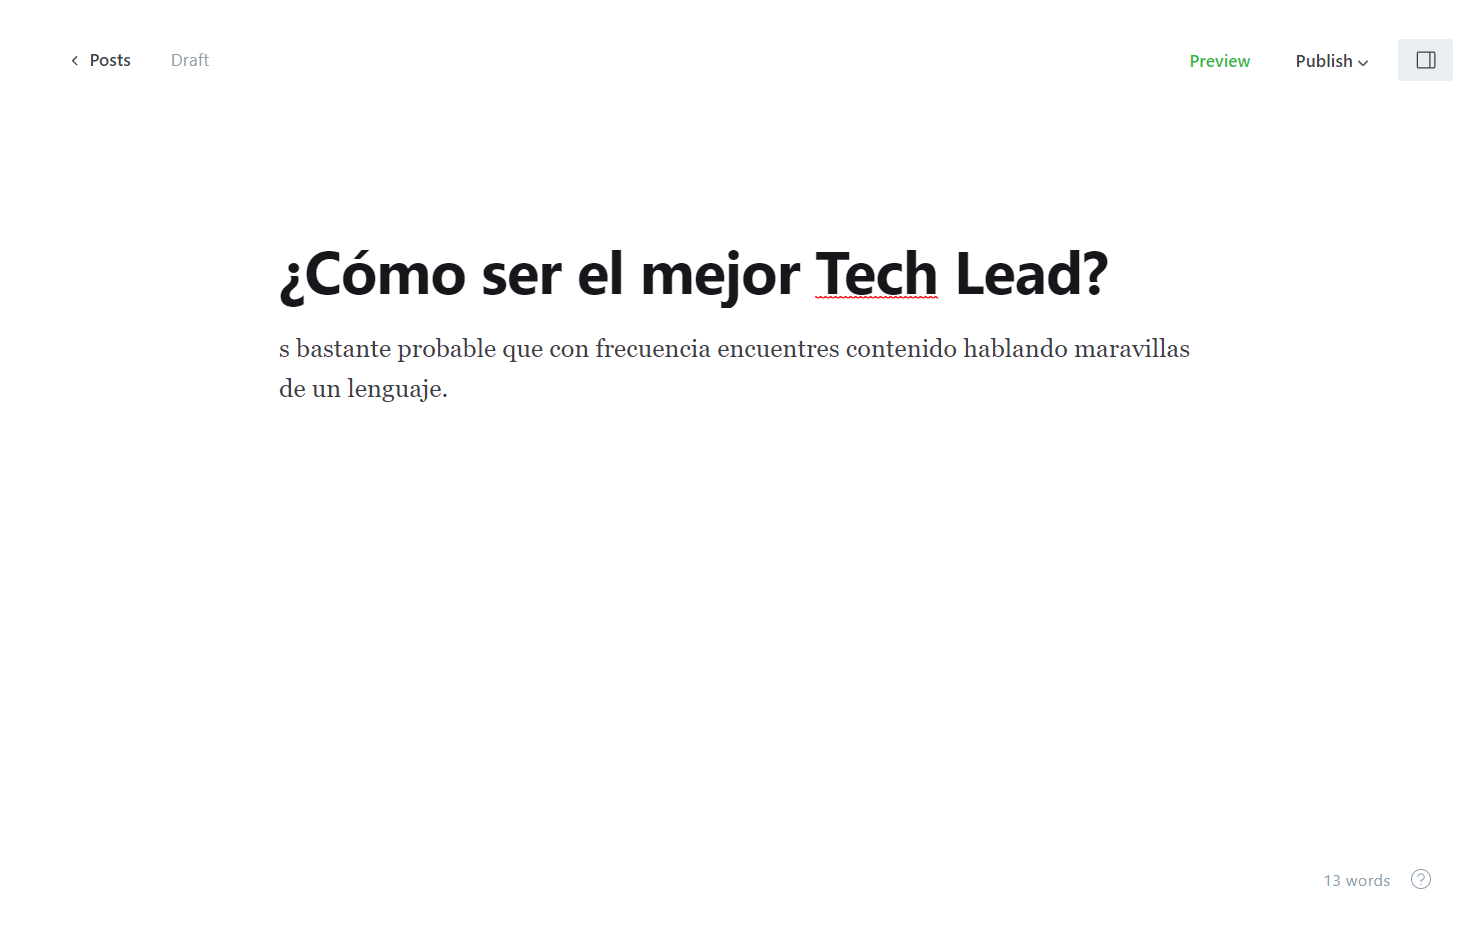 Posts
Draft
Preview
Publish
¿Cómo ser el mejor Tech Lead?
s bastante probable que con frecuencia encuentres contenido hablando maravillas
de un lenguaje.
13 words
?